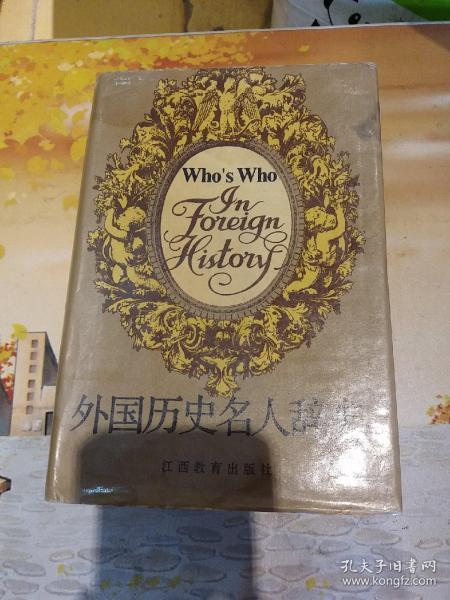 Who's Who
In
Foreign
History
外国历史名人辞典
江西教育出版社
孔夫子旧书网
www.kongfz.com